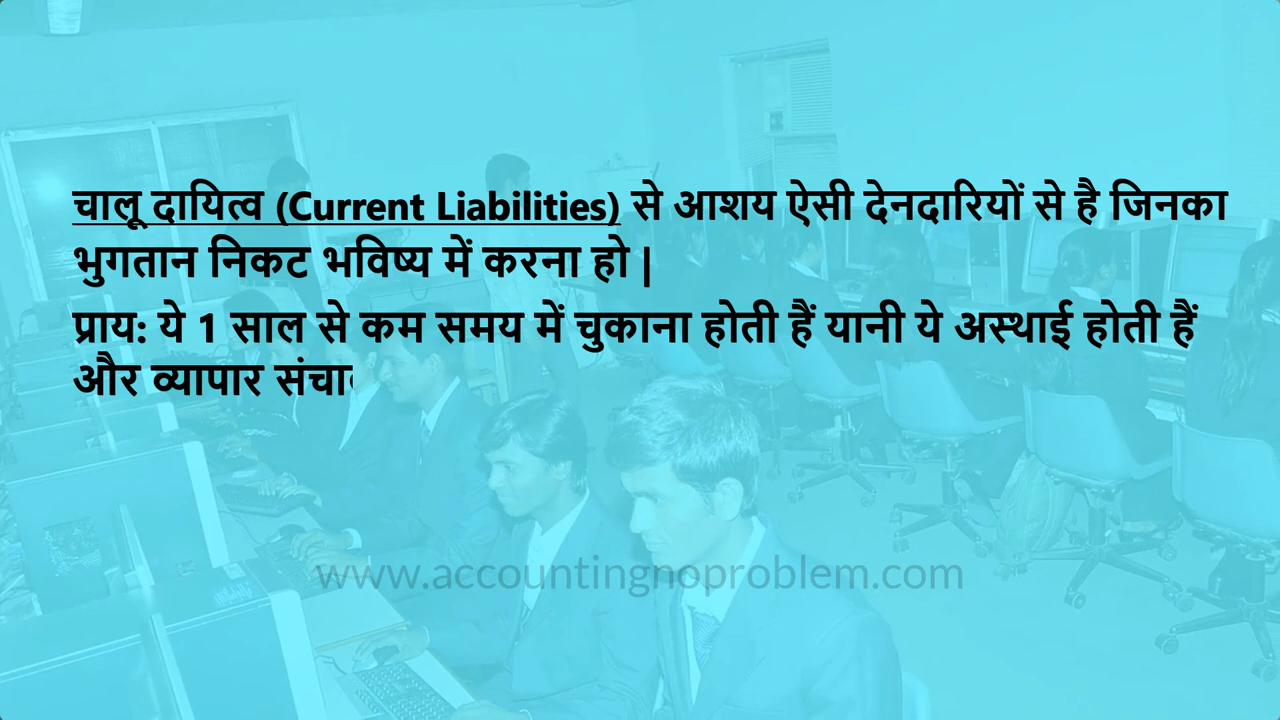 चालू दायित्व (Current Liabilities) से आशय ऐसी देनदारियों से है जिनका
भुगतान निकट भविष्य में करना हो |
प्राय: ये 1 साल से कम समय में चुकाना होती हैं यानी ये अस्थाई होती हैं
और व्यापार
www.accountingnoproblem.com